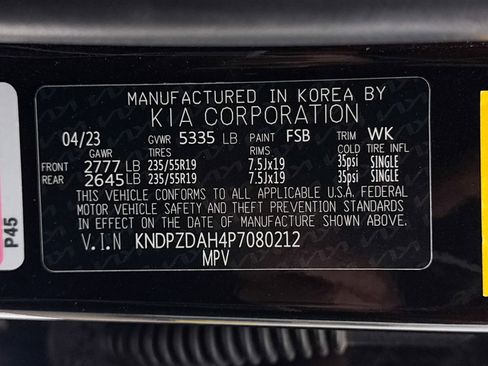 MANUFACTURED IN KOREA BY
KIA CORPORATION
04/23 GVWR 5335 LB PAINT FSB TRIM WK
GAWR TIRES RIMS COLD TIRE INFL
FRONT 2777 LB 235/55R19 7.5Jx19 35psi SINGLE
REAR 2645 LB 235/55R19 7.5Jx19 35psi SINGLE
THIS VEHICLE CONFORMS TO ALL APPLICABLE U.S.A. FEDERAL
MOTOR VEHICLE SAFETY AND THEFT PREVENTION STANDARDS
IN EFFECT ON THE DATE OF MANUFACTURE SHOWN ABOVE.
V.I.N KNDPZDAH4P7080212
MPV
P45